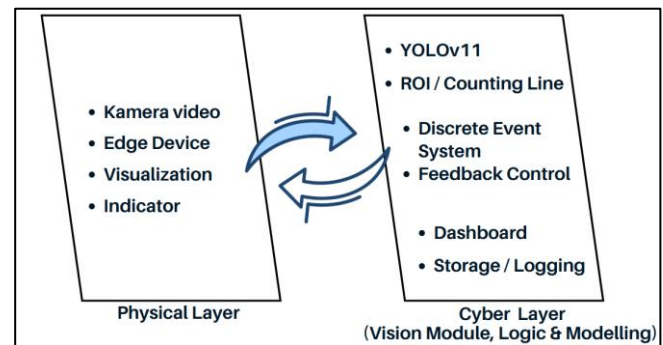 • Kamera video
• Edge Device
• Visualization
• Indicator
Physical Layer
• YOLOv11
• ROI / Counting Line
• Discrete Event
System
• Feedback Control
• Dashboard
• Storage / Logging
Cyber Layer
(Vision Module, Logic & Modelling)